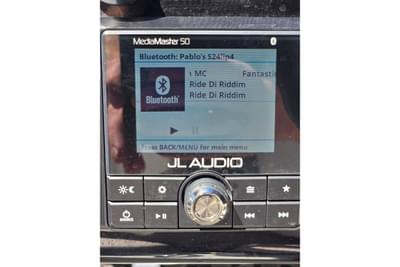 MediaMaster 50
Bluetooth: Pablo's S24
MC Fantastic
Ride Di Riddim
Ride Di Riddim
Bluetooth
Press BACK/MENU for main menu
JL AUDIO
SOURCE